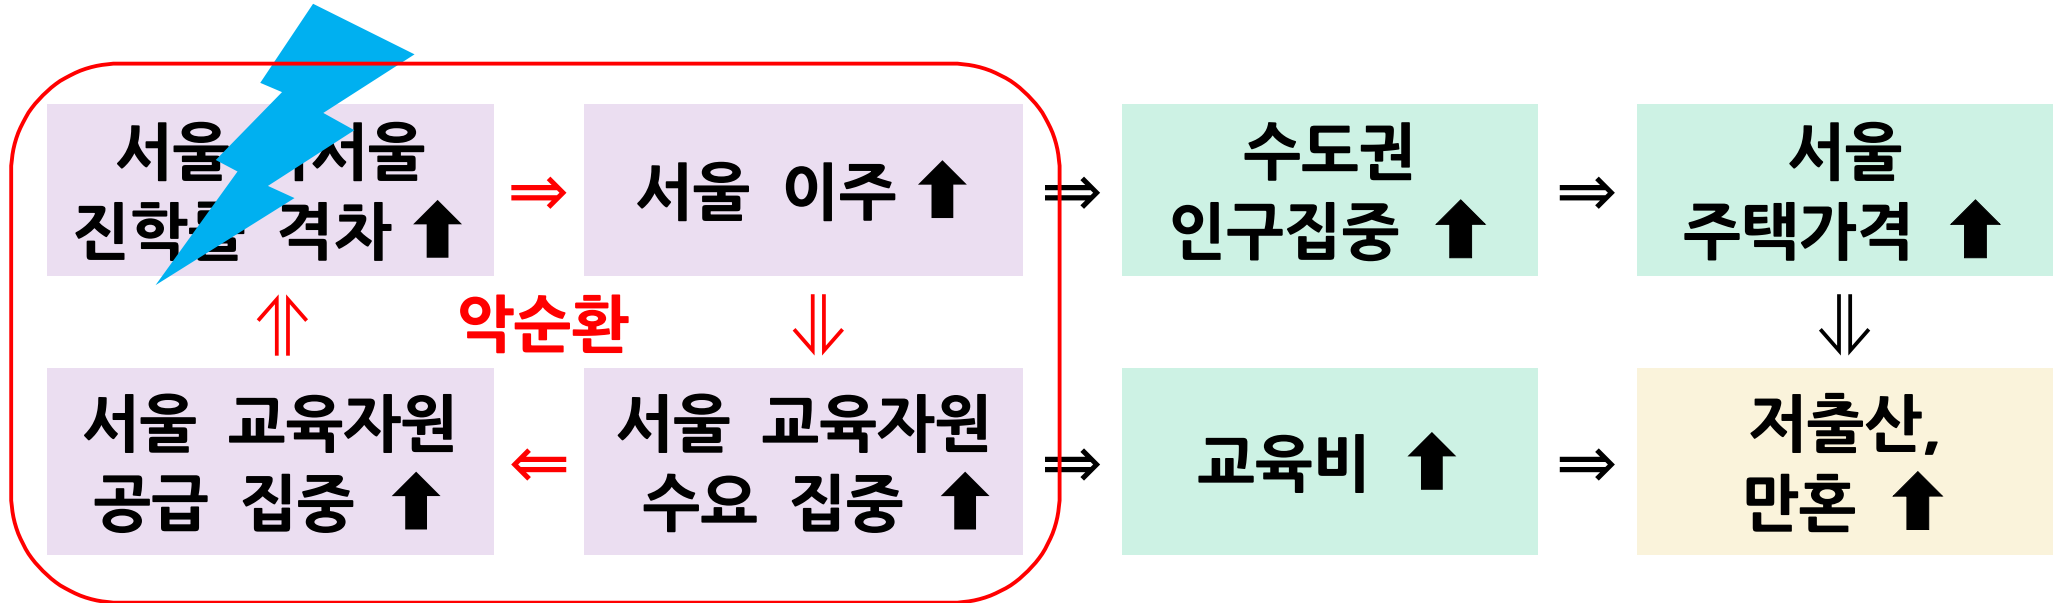 서울 서울
진학률 격차 ⬆
⇒
서울 이주 ⬆
⇒
수도권
인구집중 ⬆
⇒
서울
주택가격 ⬆
⇑
악순환
⇓
⇓
서울 교육자원
공급 집중 ⬆
⇐
서울 교육자원
수요 집중 ⬆
⇒
교육비 ⬆
⇒
저출산,
만혼 ⬆